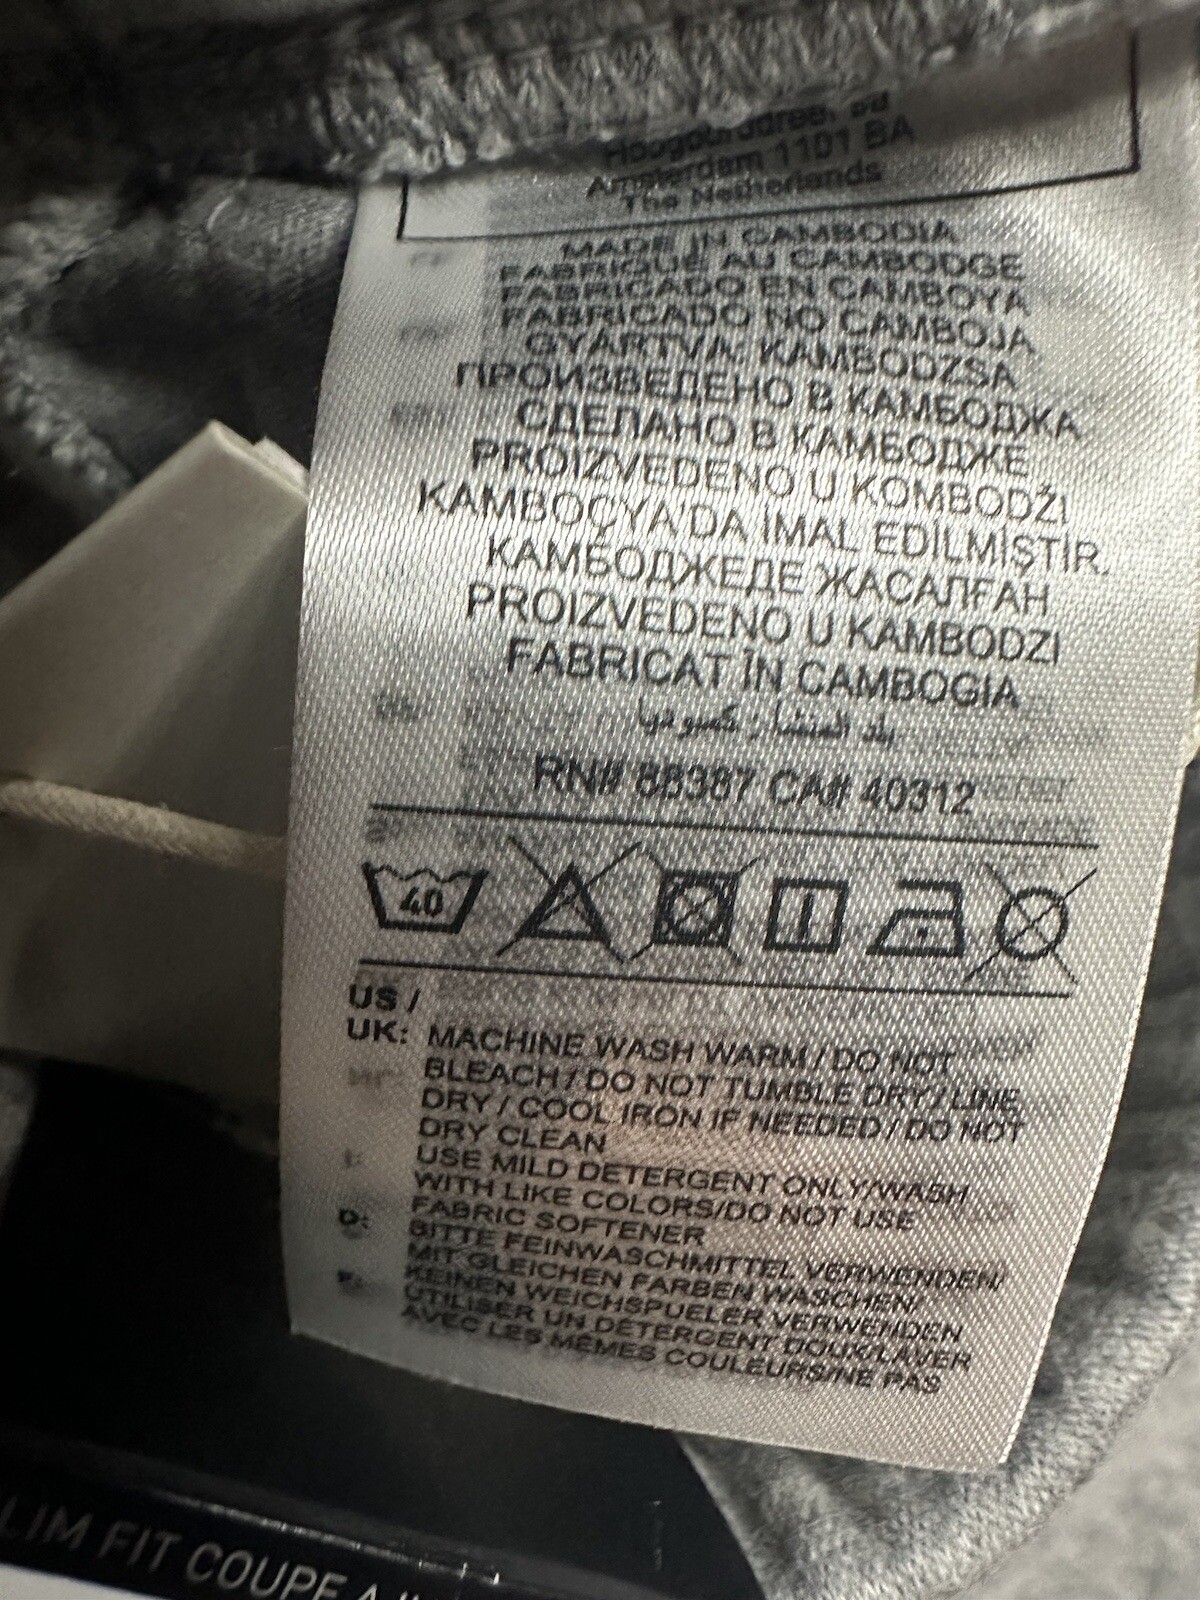 Amsterdam 1101 BA
The Netherlands
MADE IN CAMBODIA
FABRIQUÉ AU CAMBODGE
FABRICADO EN CAMBOYA
FABRICADO NO CAMBOJA
GYÁRTVA: KAMBODZSA
ПРОИЗВЕДЕНО В КАМБОДЖА
СДЕЛАНО В КАМБОДЖЕ
PROIZVEDENO U KOMBODŽI
KAMBOÇYA'DA İMAL EDİLMİŞTİR.
КАМБОДЖЕДЕ ЖАСАЛҒАН
PROIZVEDENO U KAMBODZI
FABRICAT ÎN CAMBOGIA
بلد المنشأ : كمبوديا
RN# 88387 CA# 40312
40
US /
UK: MACHINE WASH WARM / DO NOT
BLEACH / DO NOT TUMBLE DRY / LINE
DRY / COOL IRON IF NEEDED / DO NOT
DRY CLEAN
USE MILD DETERGENT ONLY/WASH
WITH LIKE COLORS/DO NOT USE
FABRIC SOFTENER
D: BITTE FEINWASCHMITTEL VERWENDEN/
MIT GLEICHEN FARBEN WASCHEN/
KEINEN WEICHSPUELER VERWENDEN
F: UTILISER UN DÉTERGENT DOUX/LAVER
AVEC LES MÊMES COULEURS/NE PAS
LIM FIT COUPE